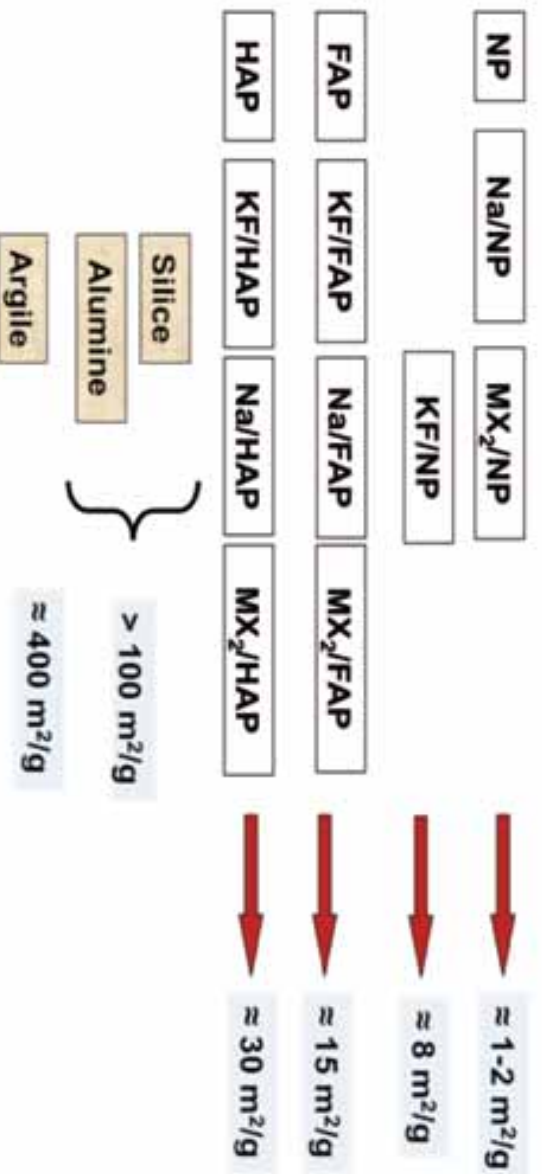 NP Na/NP MX₂/NP ≈ 1-2 m²/g
KF/NP ≈ 8 m²/g
FAP KF/FAP Na/FAP MX₂/FAP ≈ 15 m²/g
HAP KF/HAP Na/HAP MX₂/HAP ≈ 30 m²/g
Silice
Alumine
> 100 m²/g
Argile ≈ 400 m²/g